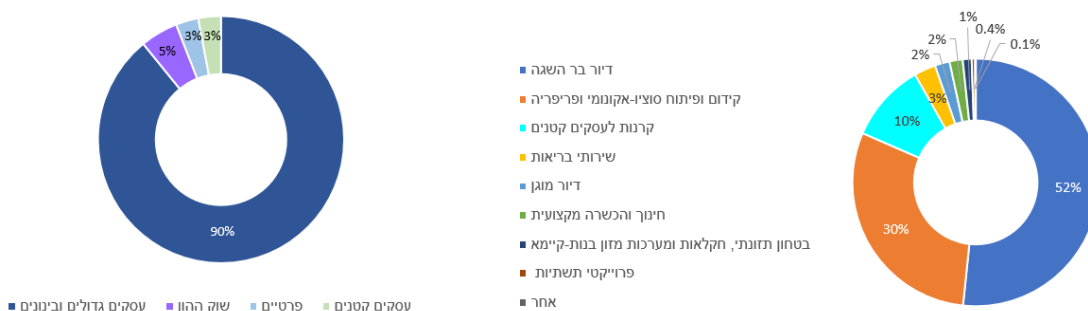 3%
3%
5%
90%
עסקים גדולים ובינונים
שוק ההון
פרטיים
עסקים קטנים
דיור בר השגה
קידום ופיתוח סוציו-אקונומי ופריפריה
קרנות לעסקים קטנים
שירותי בריאות
דיור מוגן
חינוך והכשרה מקצועית
בטחון תזונתי, חקלאות ומערכות מזון בנות-קיימא
פרוייקטי תשתיות
אחר
1%
0.4%
0.1%
2%
2%
3%
10%
30%
52%